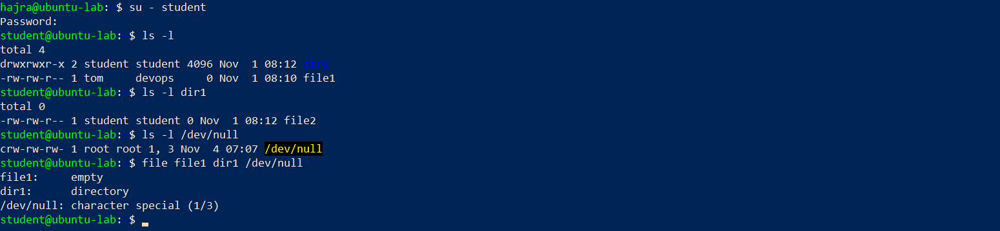 hajra@ubuntu-lab:~$ su - student
Password:
student@ubuntu-lab:~$ ls -l
total 4
drwxrwxr-x 2 student student 4096 Nov  1 08:12 dir1
-rw-rw-r-- 1 tom     devops     0 Nov  1 08:10 file1
student@ubuntu-lab:~$ ls -l dir1
total 0
-rw-rw-r-- 1 student student 0 Nov  1 08:12 file2
student@ubuntu-lab:~$ ls -l /dev/null
crw-rw-rw- 1 root root 1, 3 Nov  4 07:07 /dev/null
student@ubuntu-lab:~$ file file1 dir1 /dev/null
file1:     empty
dir1:      directory
/dev/null: character special (1/3)
student@ubuntu-lab:~$